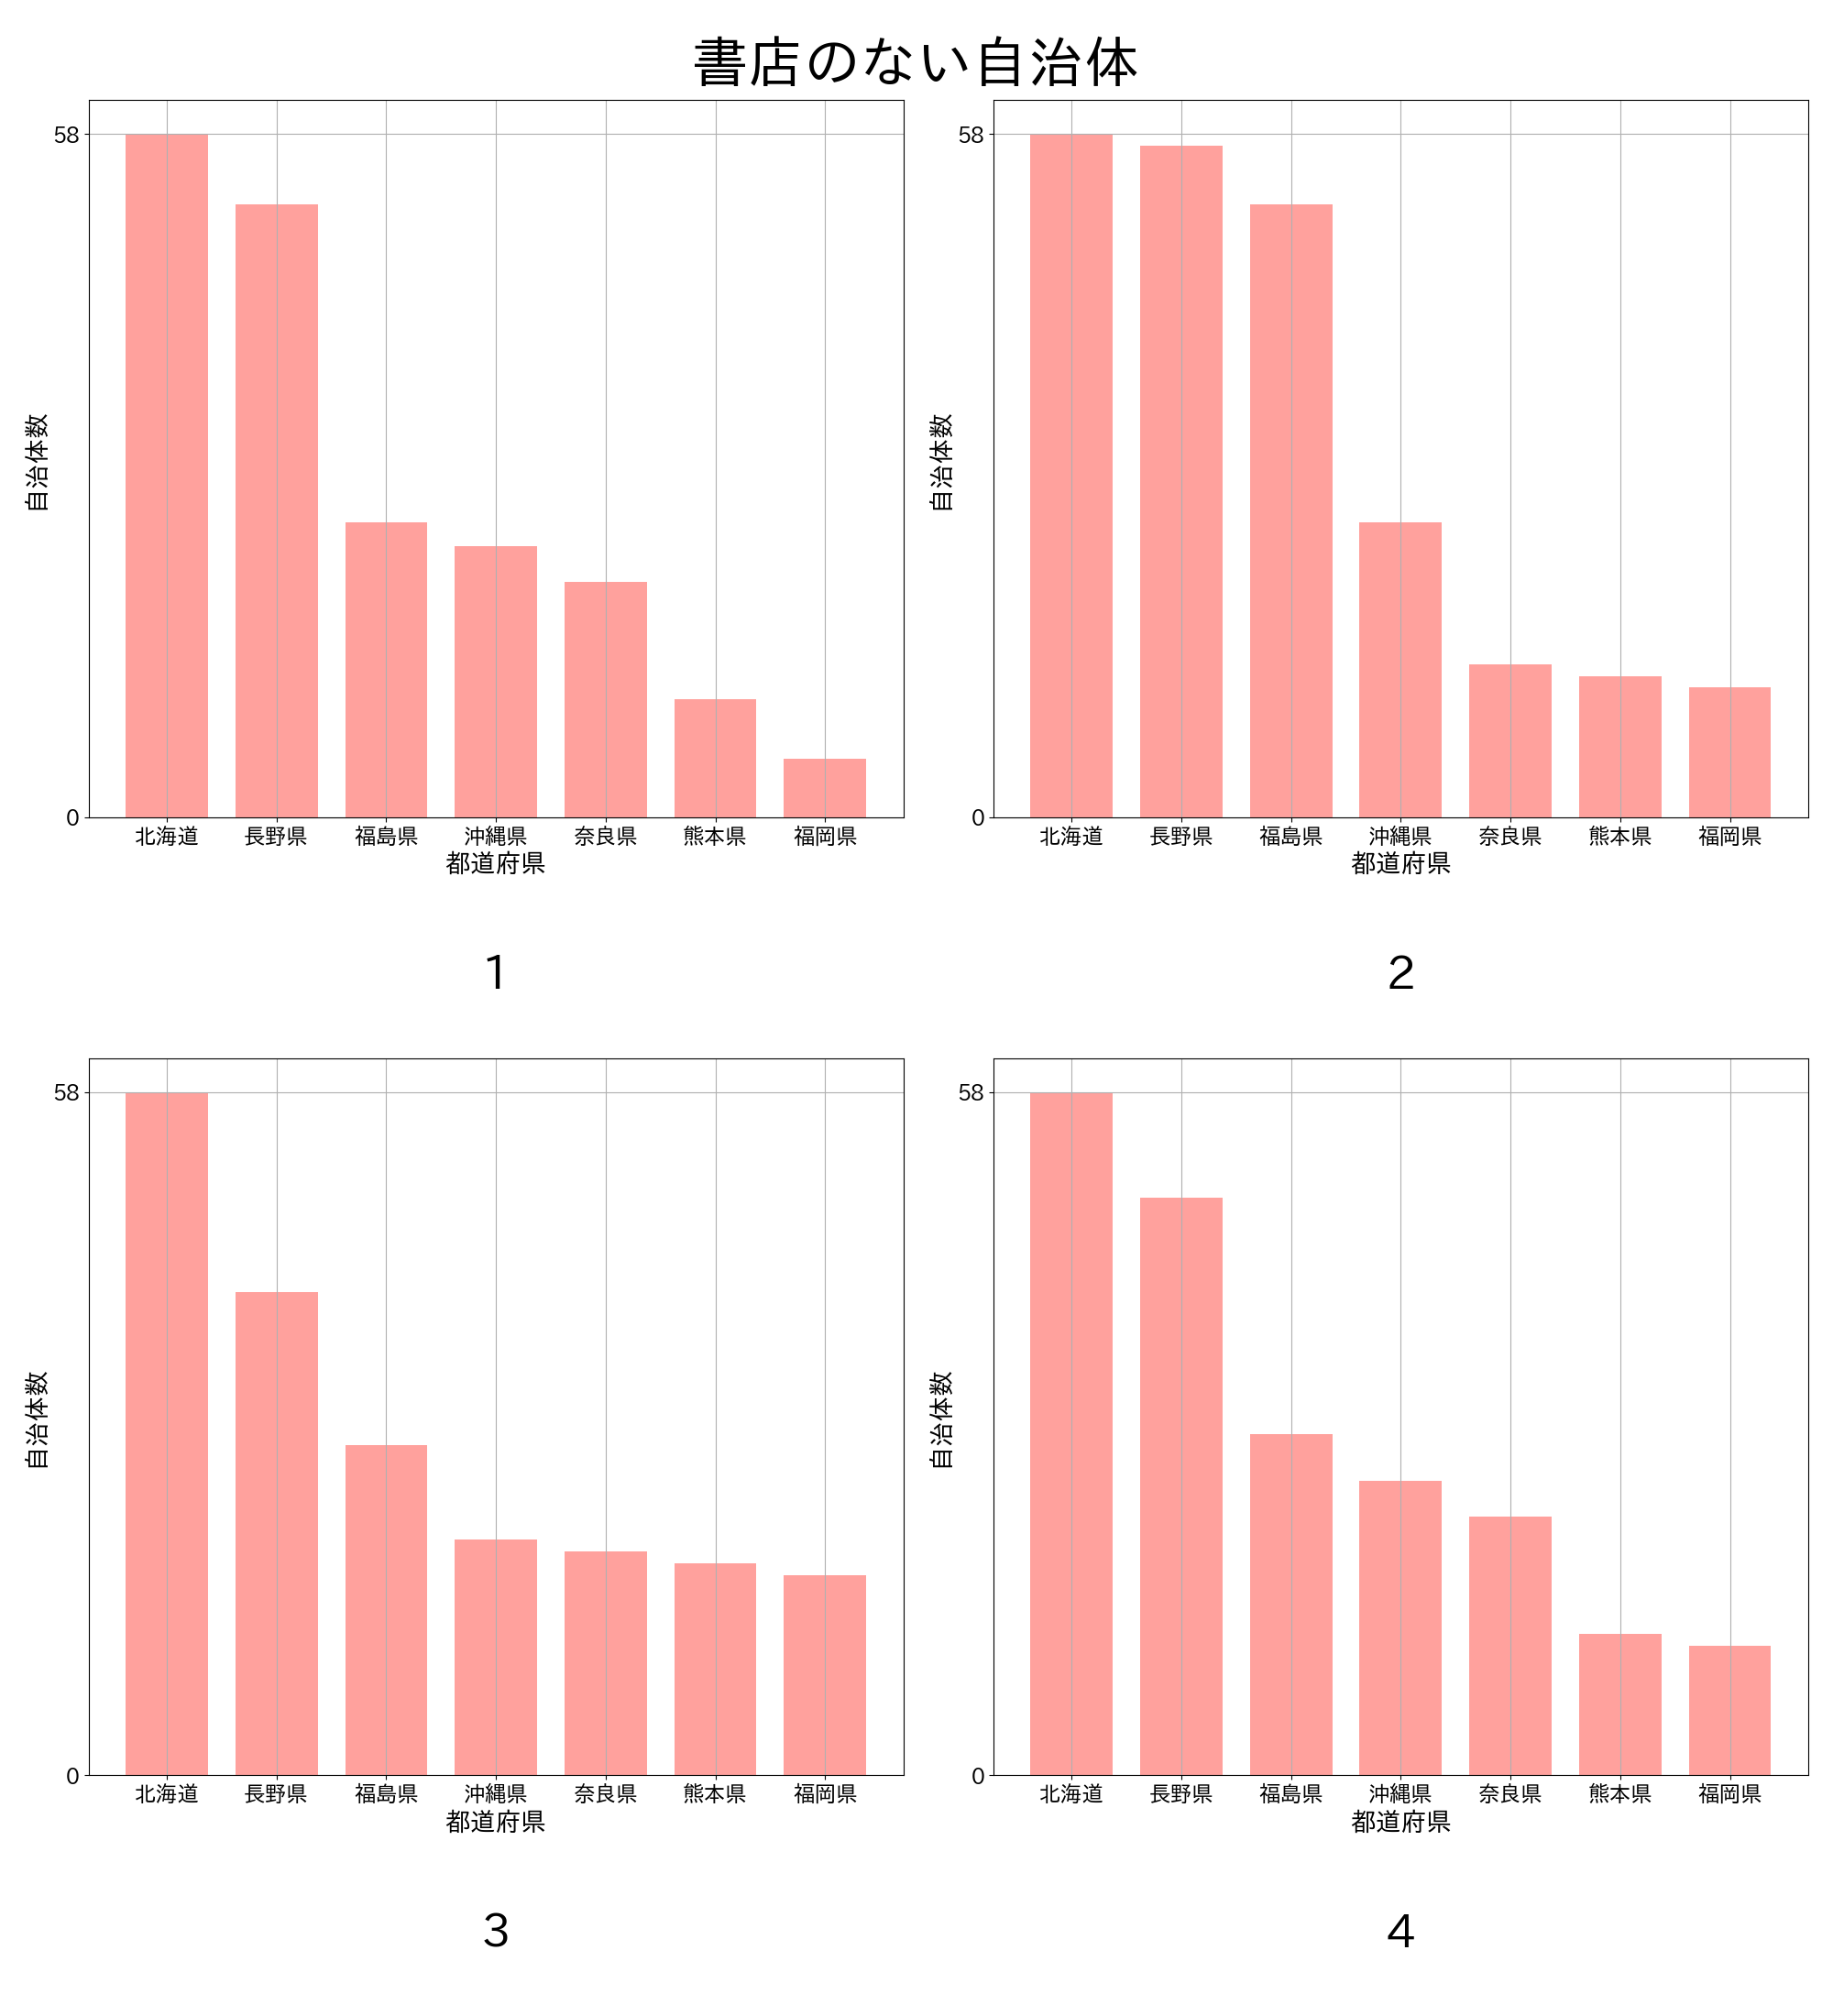 書店のない自治体
58
0
自治体数
北海道 長野県 福島県 沖縄県 奈良県 熊本県 福岡県
都道府県
1
58
0
自治体数
北海道 長野県 福島県 沖縄県 奈良県 熊本県 福岡県
都道府県
2
58
0
自治体数
北海道 長野県 福島県 沖縄県 奈良県 熊本県 福岡県
都道府県
3
58
0
自治体数
北海道 長野県 福島県 沖縄県 奈良県 熊本県 福岡県
都道府県
4